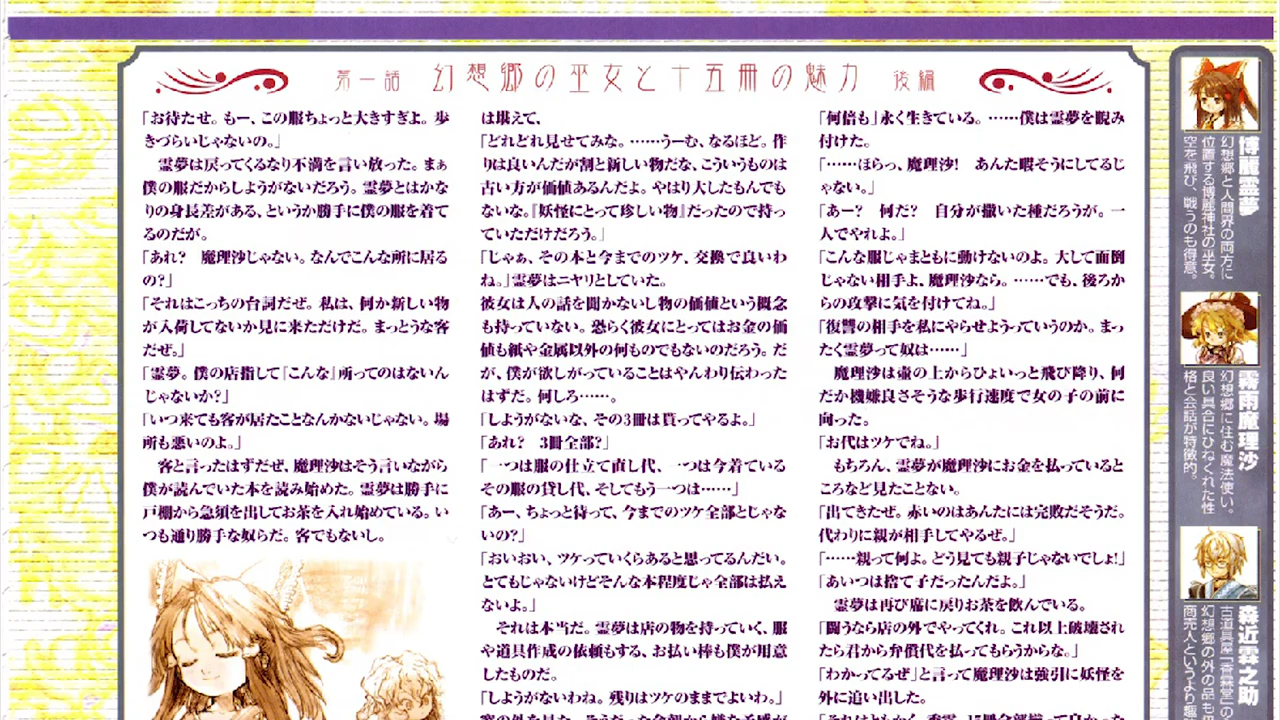 第一話 幻想郷の巫女と十五冊の魅力 後編
「お待たせ。もー、この服ちょっと大きすぎよ。歩
きづらいじゃないの。」
霊夢は戻ってくるなり不満を言い放った。まぁ
僕の服だからしようがないだろう。霊夢とはかな
りの身長差がある、というか勝手に僕の服を着て
るのだが。
「あれ? 魔理沙じゃない。なんでこんな所に居る
の?」
「それはこっちの台詞だぜ。私は、何か新しい物
が入荷してないか見に来ただけだ。まっとうな客
だぜ。」
「霊夢。僕の店指して「こんな」所ってのはないん
じゃないか?」
「いつ来ても客が居たことなんかないじゃない。場
所も悪いのよ。」
客と言ったはずだぜ、魔理沙はそう言いながら
僕が読んでいた本を読み始めた。霊夢は勝手に
戸棚から急須を出してお茶を入れ始めている。い
つも通り勝手な奴らだ。客でもないし。
は堪えて、
「どれどれ見せてみな。……うーむ、なるほど。作
りは良いんだが割と新しい物だな、こういうものは
古い方が価値あるんだよ。やはり大したもんでも
ないな。『妖怪にとって珍しい物』だったので持っ
ていただけだろう。」
「じゃぁ、その本と今までのツケ、交換で良いわ
ね。」霊夢はニヤリとしていた。
霊夢は人の話を聞かないし物の価値という概念
も持っていない。恐らく彼女にとってはお金の価
値も紙や金属以外の何ものでもないのだろう。だ
が、僕が欲しがっていることはやんわり伝わった
はずだ。何しろ……。
「しようがないな、その3冊は貰ってやるよ。」
「あれ? 3冊全部?」
「一つは服の仕立て直し代、一つは今着ている
その服の貸し代、そしてもう一つは……」
「あー、ちょっと待って、今までのツケ全部とじゃな
いの?」
「おいおい、ツケっていくらあると思ってるんだい、
とてもじゃないけどそんな本程度じゃ全部は払え
ないよ。」
これは本当だ。霊夢は店の物を持っていく、服
や道具作成の依頼もする、お払い棒も僕が用意
したものだ。
「しようがないわね。残りはツケのままでよいわ。」
「何倍も」永く生きている。……僕は霊夢を睨み
付けた。
「……ほらっ、魔理沙! あんた暇そうにしてるじ
ゃない。」
「あー? 何だ? 自分が撒いた種だろうが。一
人でやれよ。」
「こんな服じゃまともに動けないのよ。大して面倒
じゃない相手よ、魔理沙なら。……でも、後ろか
らの攻撃に気を付けてね。」
「復讐の相手を私にやらせようっていうのか。まっ
たく霊夢って奴は……」
魔理沙は壷の上からひょいっと飛び降り、何
だか機嫌良さそうな歩行速度で女の子の前に
向った。
「お代はツケでね。」
もちろん、霊夢が魔理沙にお金を払っていると
ころなど見たことない。
「出てきたぜ。赤いのはあんたには完敗だそうだ。
代わりに親が相手してやるぜ。」
「……親って何よ。どう見ても親子じゃないでしょ!」
「あいつは捨て子だったんだよ。」
霊夢は再び席に戻りお茶を飲んでいる。
「闘うなら店の外でやってくれ。これ以上破壊され
たら君から弁償代を払ってもらうからな。」
「わかってるぜ」と言って魔理沙は強引に妖怪を
外に追い出した。
博麗霊夢
幻想郷と人間界の両方に
位置する博麗神社の巫女。
空を飛び、戦うのも得意。
霧雨魔理沙
幻想郷に住む魔法使い。
良い具合にひねくれた性
格と会話が特徴的。
森近霖之助
古道具屋「香霖堂」の
幻想郷の外の品も
商売人というより趣